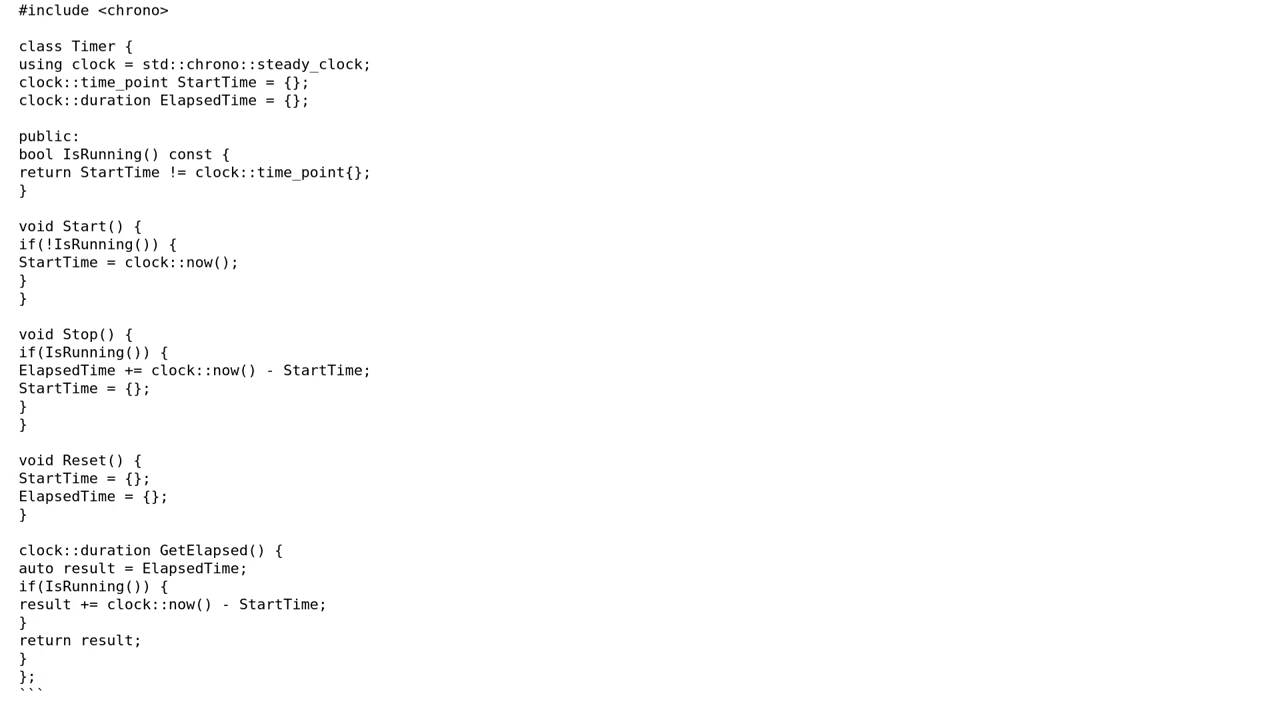 #include <chrono>

class Timer {
using clock = std::chrono::steady_clock;
clock::time_point StartTime = {};
clock::duration ElapsedTime = {};

public:
bool IsRunning() const {
return StartTime != clock::time_point{};
}

void Start() {
if(!IsRunning()) {
StartTime = clock::now();
}
}

void Stop() {
if(IsRunning()) {
ElapsedTime += clock::now() - StartTime;
StartTime = {};
}
}

void Reset() {
StartTime = {};
ElapsedTime = {};
}

clock::duration GetElapsed() {
auto result = ElapsedTime;
if(IsRunning()) {
result += clock::now() - StartTime;
}
return result;
}
};
```